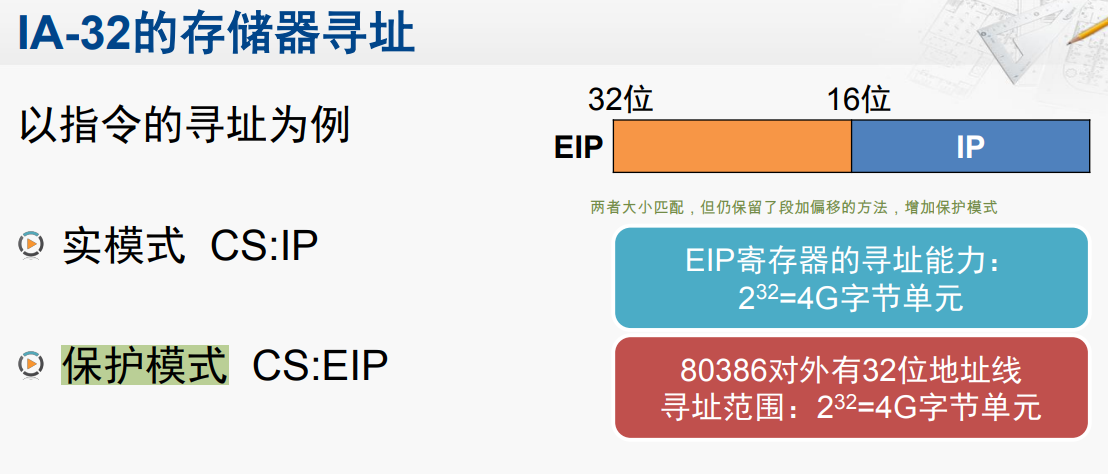 IA-32的存储器寻址
以指令的寻址为例
实模式 CS:IP
保护模式 CS:EIP
32位 16位
EIP IP
两者大小匹配，但仍保留了段加偏移的方法，增加保护模式
EIP寄存器的寻址能力：
2³²=4G字节单元
80386对外有32位地址线
寻址范围：2³²=4G字节单元